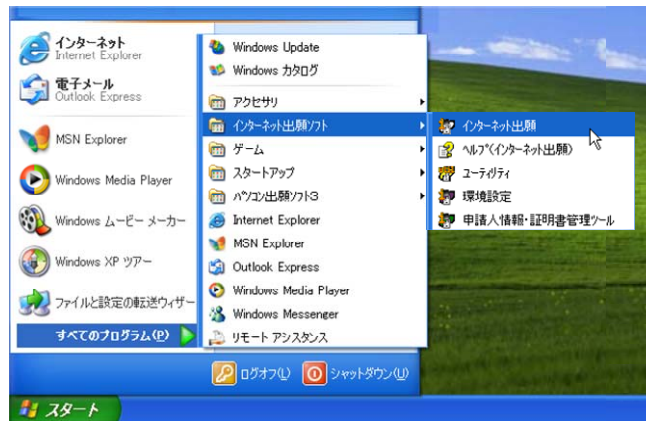 インターネット
Internet Explorer
電子メール
Outlook Express
MSN Explorer
Windows Media Player
Windows ムービー メーカー
Windows XP ツアー
ファイルと設定の転送ウィザー
すべてのプログラム(P)
Windows Update
Windows カタログ
アクセサリ
インターネット出願ソフト
ゲーム
スタートアップ
パソコン出願ソフト3
Internet Explorer
MSN Explorer
Outlook Express
Windows Media Player
Windows Messenger
リモート アシスタンス
インターネット出願
ヘルプ(インターネット出願)
ユーティリティ
環境設定
申請人情報・証明書管理ツール
ログオフ(L)
シャットダウン(U)
スタート